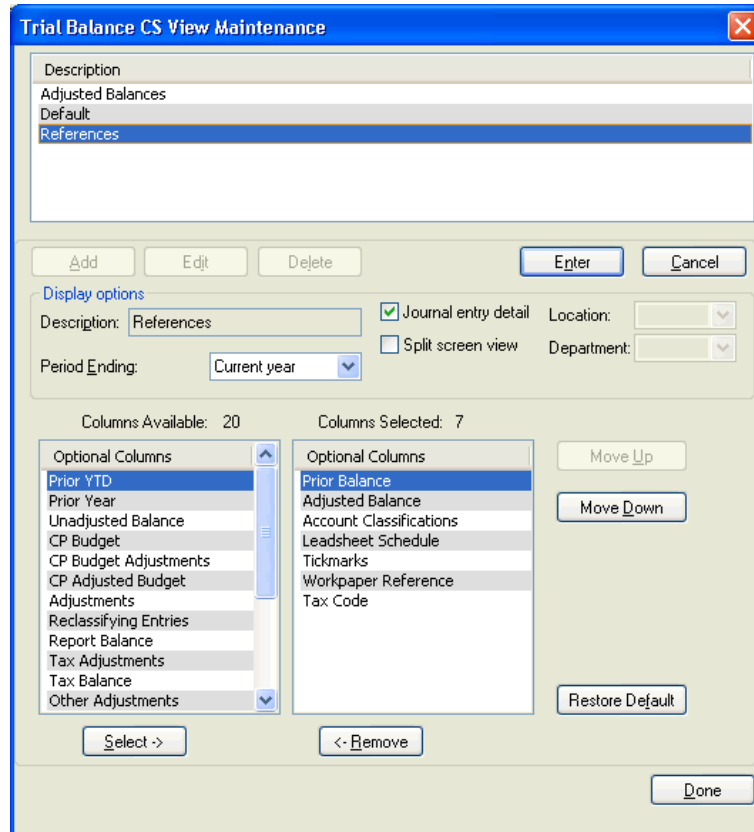 Trial Balance CS View Maintenance
Description
Adjusted Balances
Default
References
Add Edit Delete Enter Cancel
Display options
Description: References
Journal entry detail
Location:
Split screen view
Department:
Period Ending: Current year
Columns Available: 20
Columns Selected: 7
Optional Columns
Prior YTD
Prior Year
Unadjusted Balance
CP Budget
CP Budget Adjustments
CP Adjusted Budget
Adjustments
Reclassifying Entries
Report Balance
Tax Adjustments
Tax Balance
Other Adjustments
Select ->
Optional Columns
Prior Balance
Adjusted Balance
Account Classifications
Leadsheet Schedule
Tickmarks
Workpaper Reference
Tax Code
<- Remove
Move Up
Move Down
Restore Default
Done